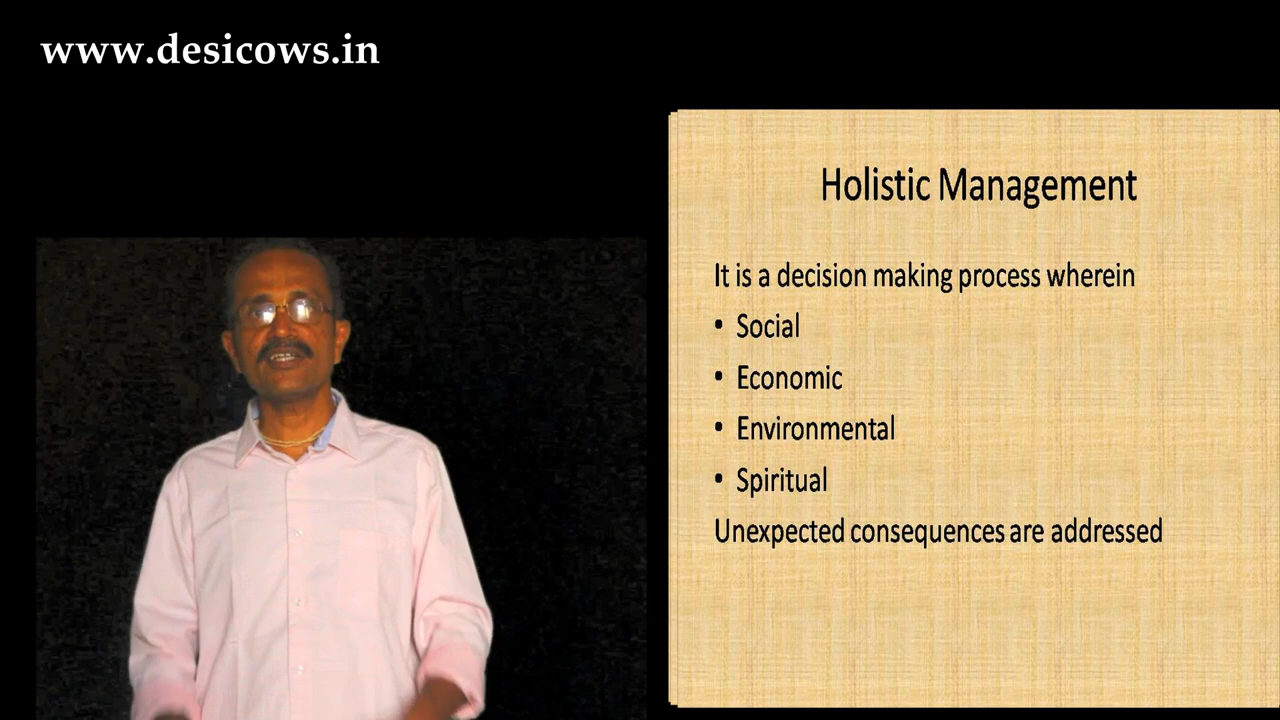 www.desicows.in
Holistic Management
It is a decision making process wherein
• Social
• Economic
• Environmental
• Spiritual
Unexpected consequences are addressed